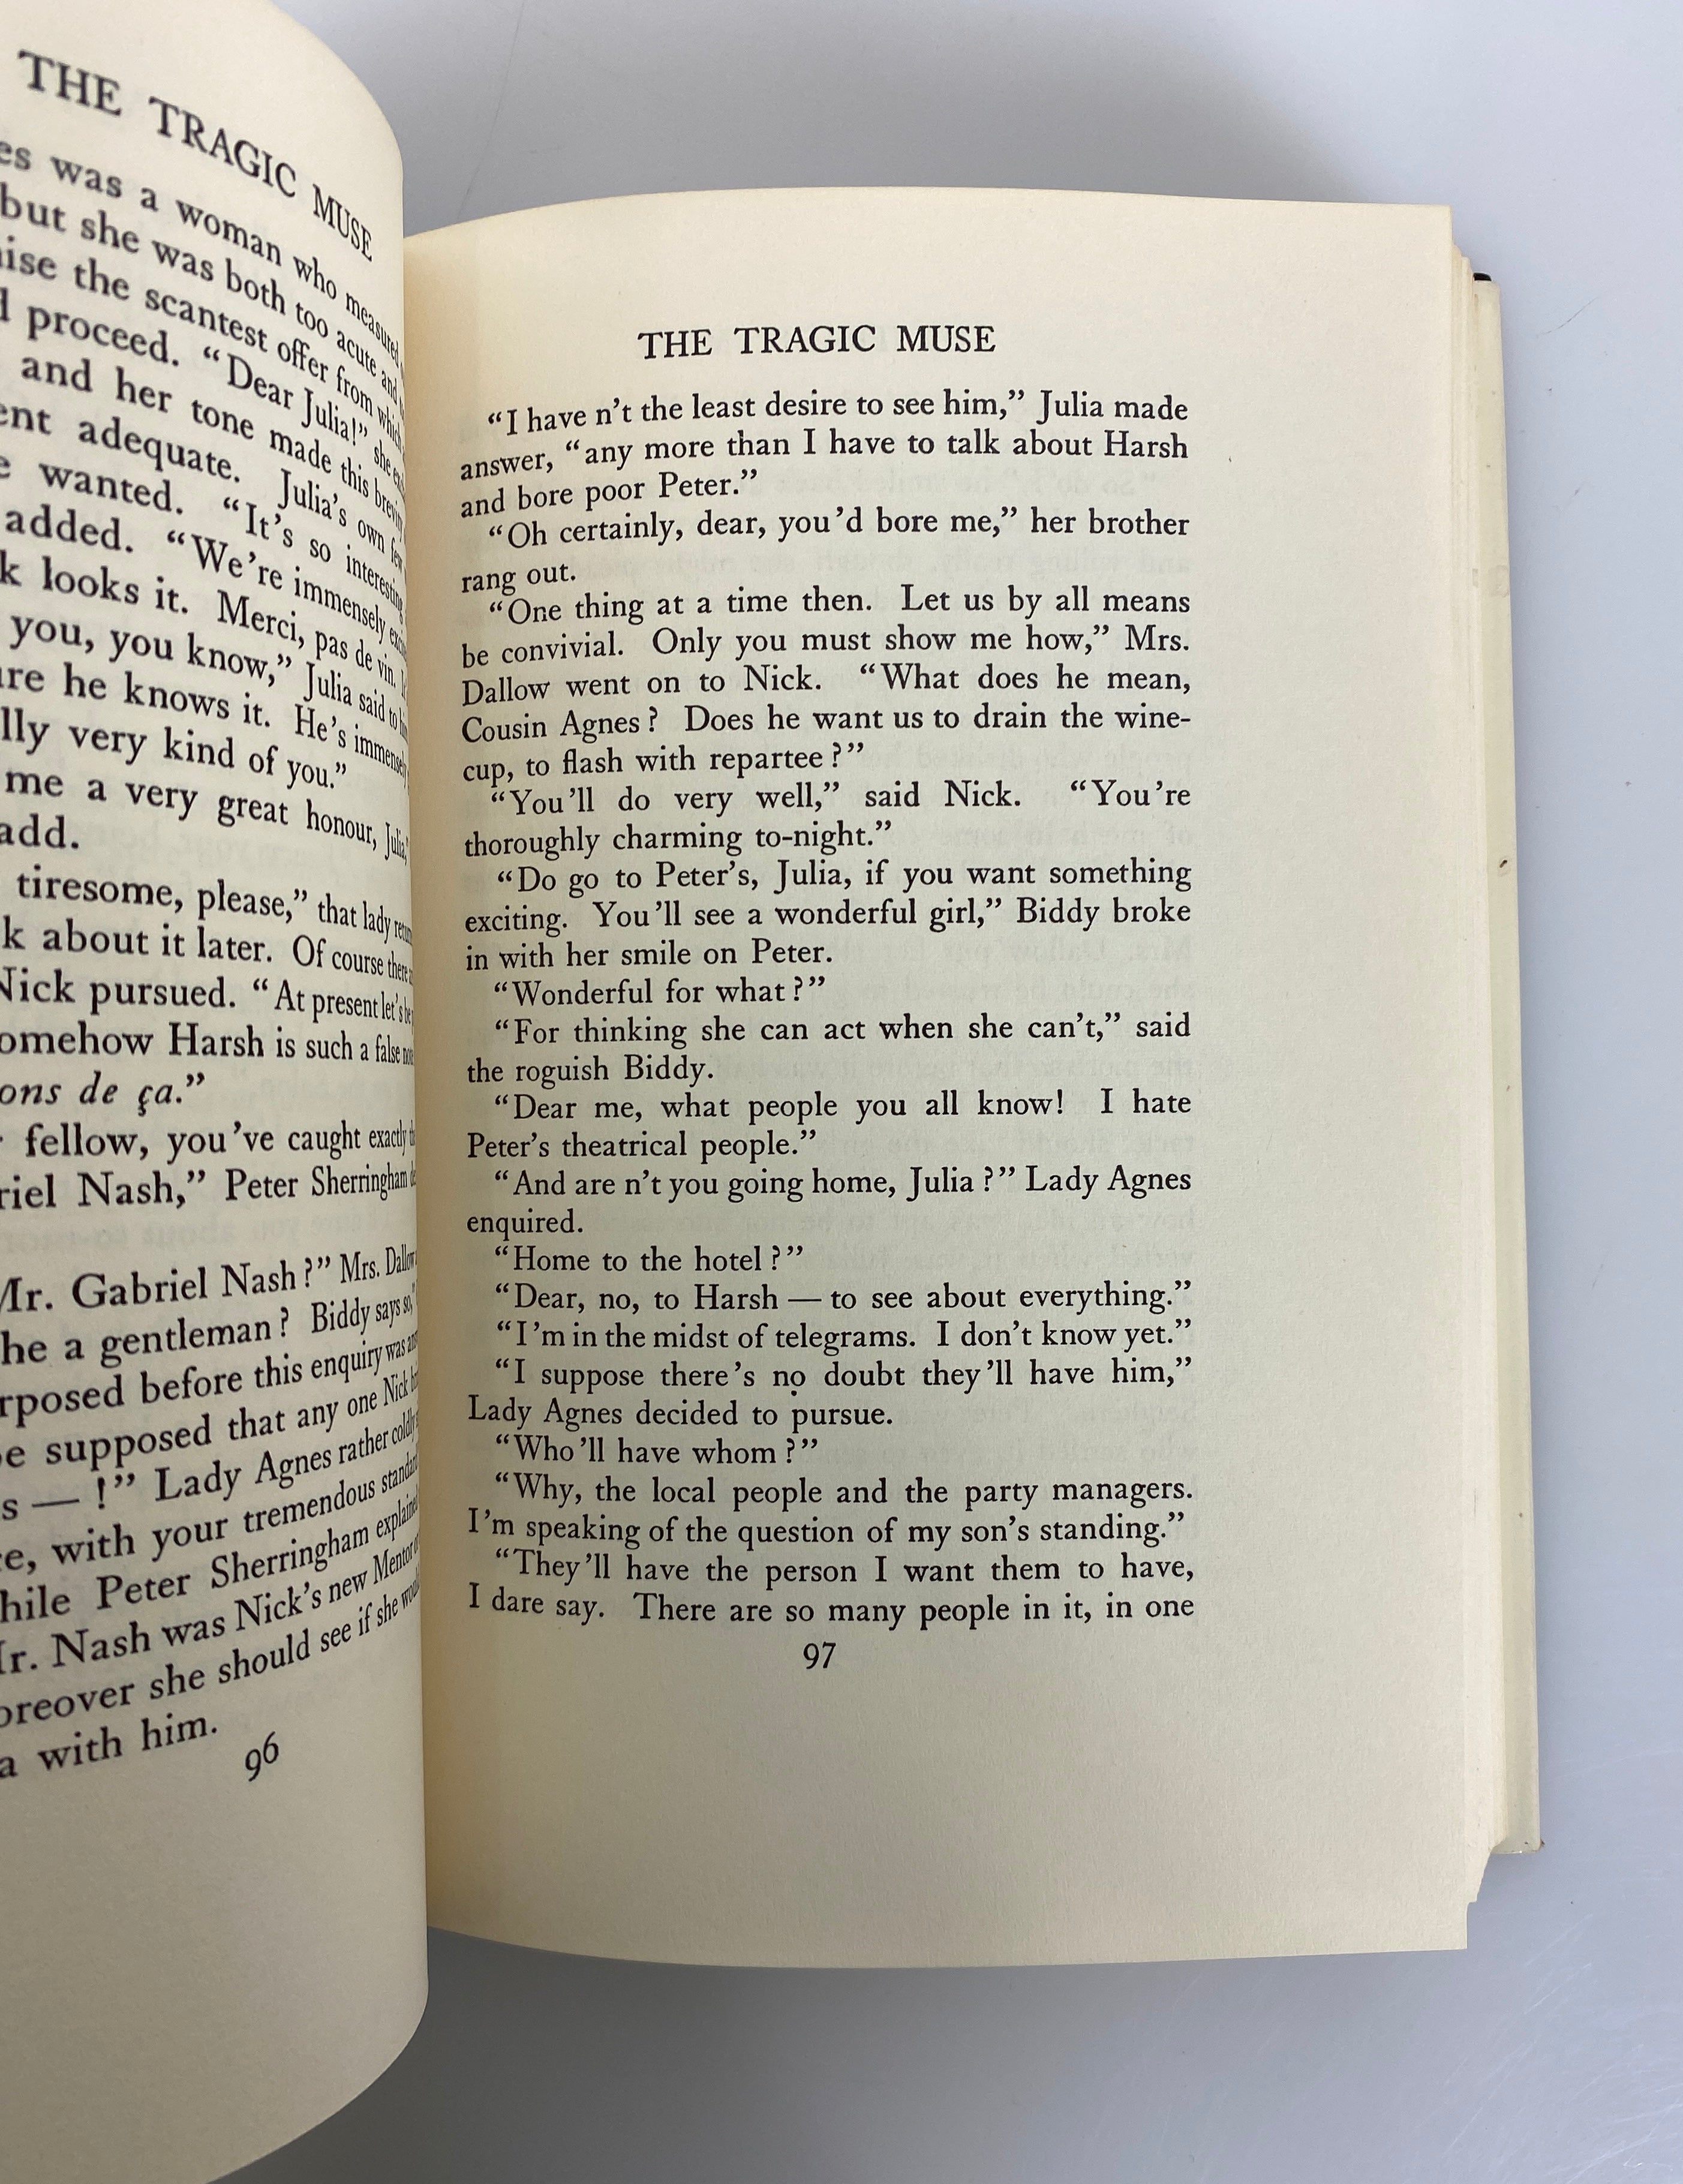 THE TRAGIC MUSE
es was a woman who measured
but she was both too acute and
the scantest offer from which
proceed. “Dear Julia!” she
and her tone made this
adequate. Julia’s own few
wanted. “It’s so interesting
added. “We’re immensely
looks it. Merci, pas de vin.
you, you know,” Julia said to
he knows it. He’s immensely
very kind of you.”
me a very great honour, Julia,
add.
tiresome, please,” that lady
about it later. Of course there
Nick pursued. “At present let’s be
omehow Harsh is such a false
ons de ça.”
fellow, you’ve caught exactly
riel Nash,” Peter Sherringham
Mr. Gabriel Nash?” Mrs. Dallow
he a gentleman? Biddy says so,”
rposed before this enquiry was
supposed that any one Nick
s — !” Lady Agnes rather coldly
with your tremendous
hile Peter Sherringham explained
Mr. Nash was Nick’s new Mentor
oreover she should see if she
a with him.
96
THE TRAGIC MUSE
“I have n’t the least desire to see him,” Julia made
answer, “any more than I have to talk about Harsh
and bore poor Peter.”
“Oh certainly, dear, you’d bore me,” her brother
rang out.
“One thing at a time then. Let us by all means
be convivial. Only you must show me how,” Mrs.
Dallow went on to Nick. “What does he mean,
Cousin Agnes? Does he want us to drain the wine-
cup, to flash with repartee?”
“You’ll do very well,” said Nick. “You’re
thoroughly charming to-night.”
“Do go to Peter’s, Julia, if you want something
exciting. You’ll see a wonderful girl,” Biddy broke
in with her smile on Peter.
“Wonderful for what?”
“For thinking she can act when she can’t,” said
the roguish Biddy.
“Dear me, what people you all know! I hate
Peter’s theatrical people.”
“And are n’t you going home, Julia?” Lady Agnes
enquired.
“Home to the hotel?”
“Dear, no, to Harsh — to see about everything.”
“I’m in the midst of telegrams. I don’t know yet.”
“I suppose there’s no doubt they’ll have him,”
Lady Agnes decided to pursue.
“Who’ll have whom?”
“Why, the local people and the party managers.
I’m speaking of the question of my son’s standing.”
“They’ll have the person I want them to have,
I dare say. There are so many people in it, in one
97